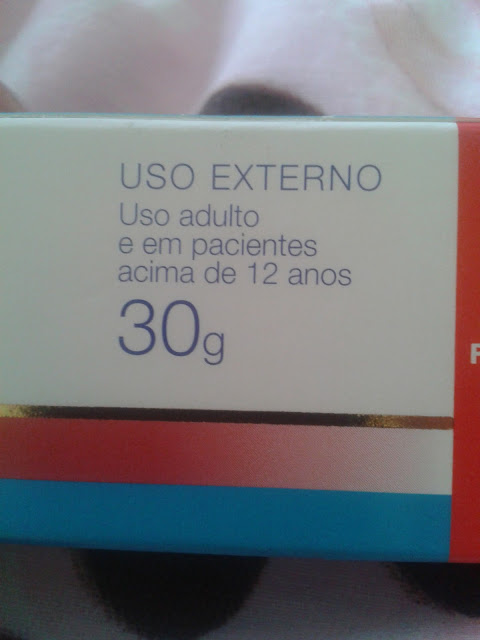 USO EXTERNO
Uso adulto
e em pacientes
acima de 12 anos
30g